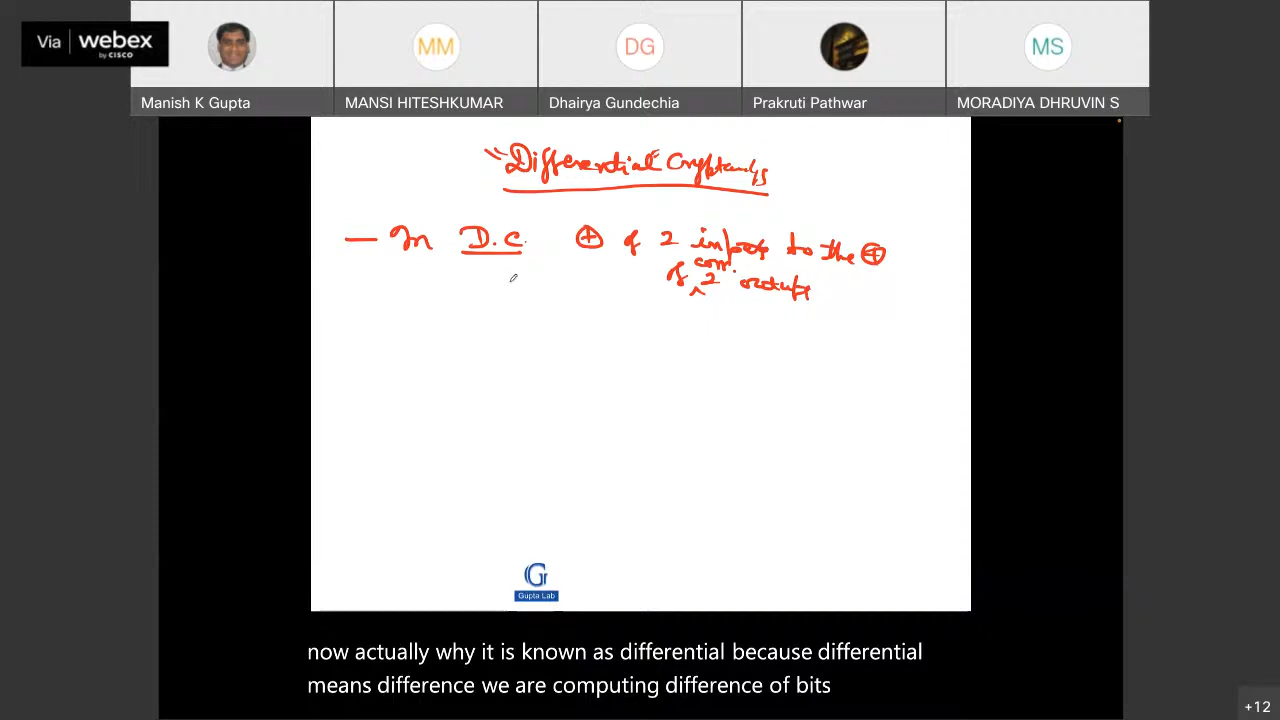 Via webex
by CISCO
MM
DG
MS
Manish K Gupta
MANSI HITESHKUMAR
Dhairya Gundechia
Prakruti Pathwar
MORADIYA DHRUVIN S
"Differential" Cryptanalys
— In D.C. ⊕ of 2 inputs to the ⊕
of corr. 2 outputs
G
Gupta Lab
now actually why it is known as differential because differential
means difference we are computing difference of bits
+12